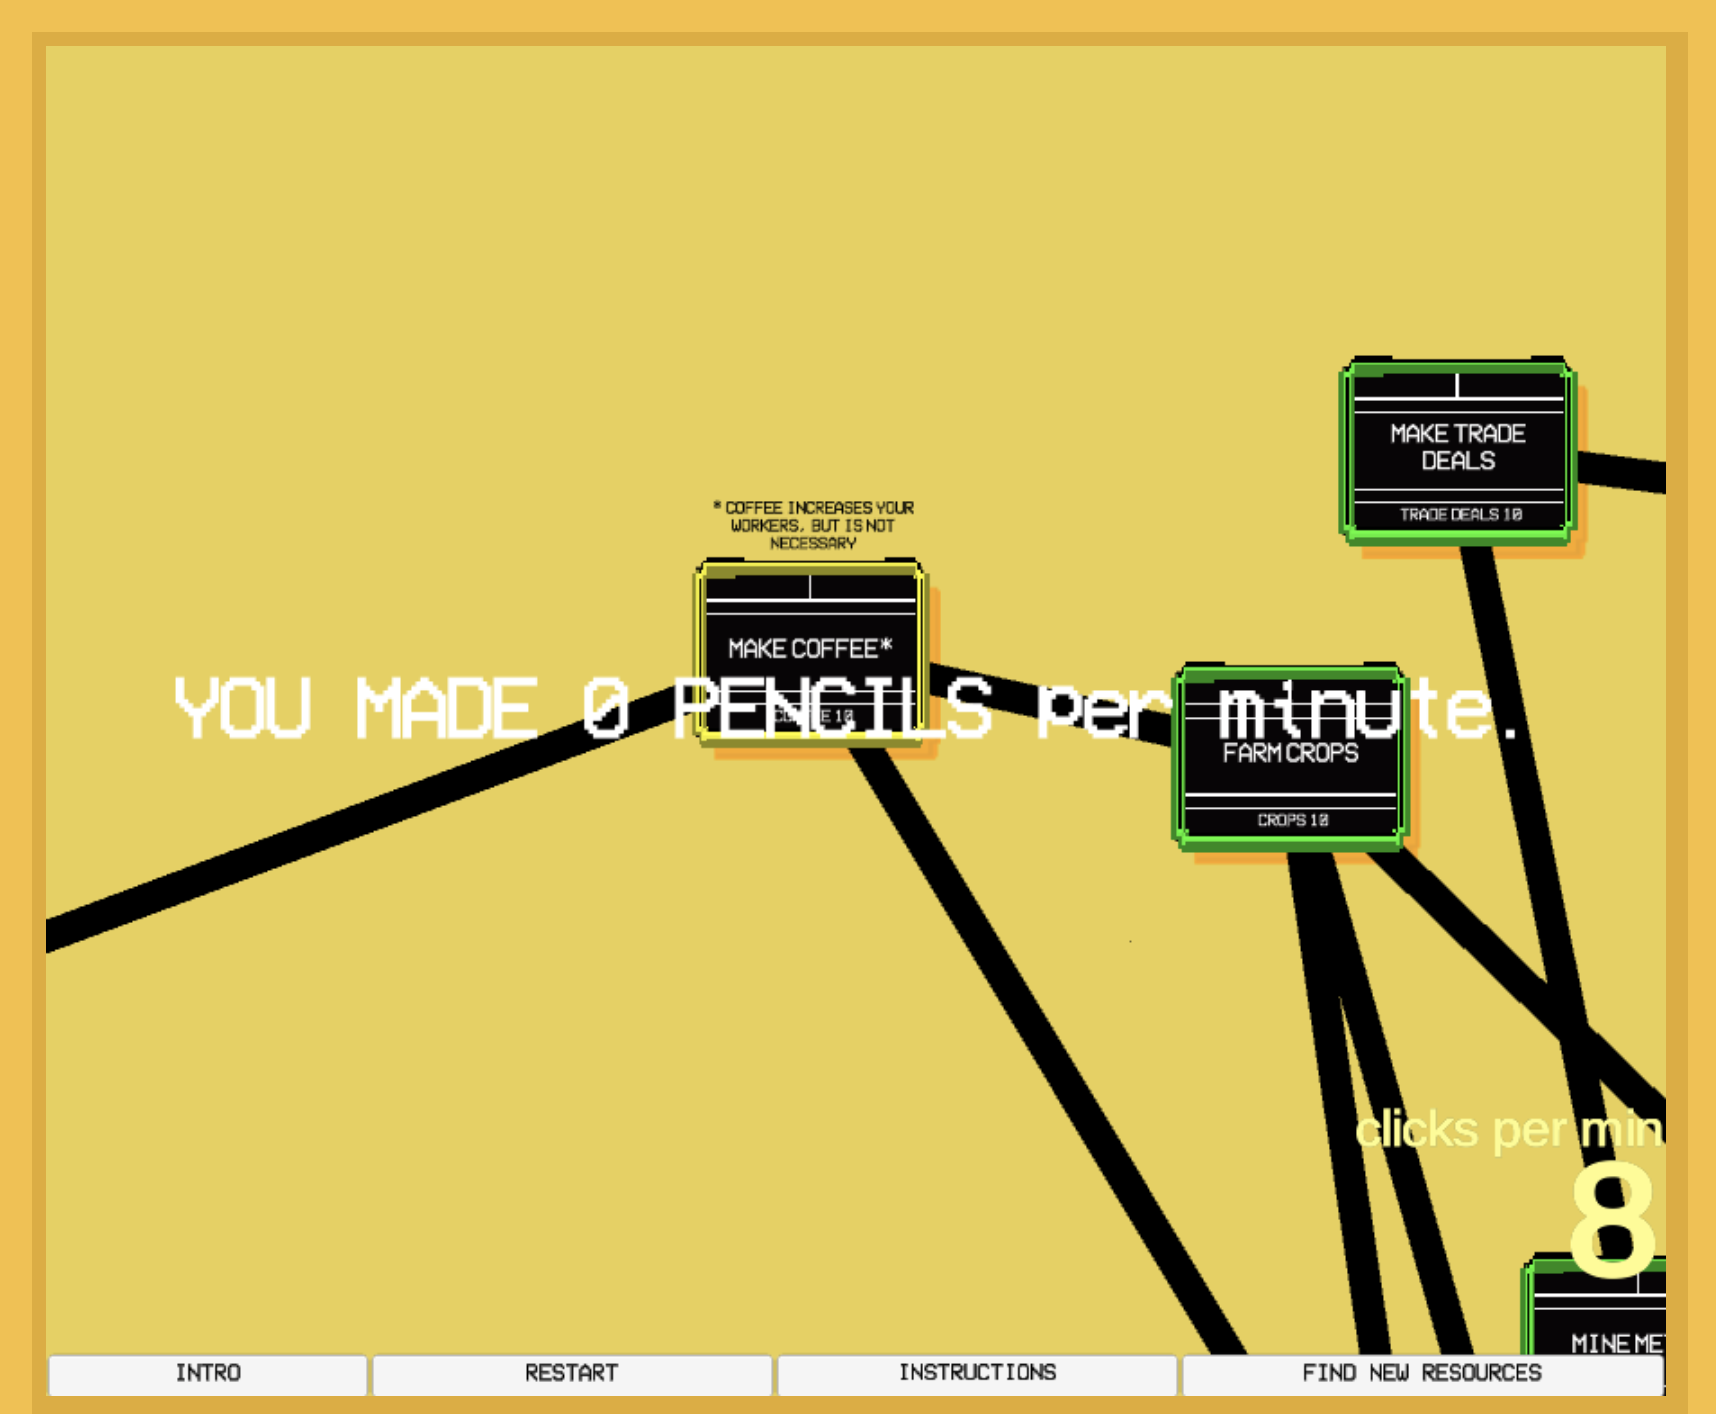 MAKE TRADE
DEALS
TRADE DEALS 10
* COFFEE INCREASES YOUR
WORKERS, BUT IS NOT
NECESSARY
MAKE COFFEE*
YOU MADE 0 PENCILS per minute.
10
FARM CROPS
CROPS 10
clicks per min
8
MINE
INTRO
RESTART
INSTRUCTIONS
FIND NEW RESOURCES